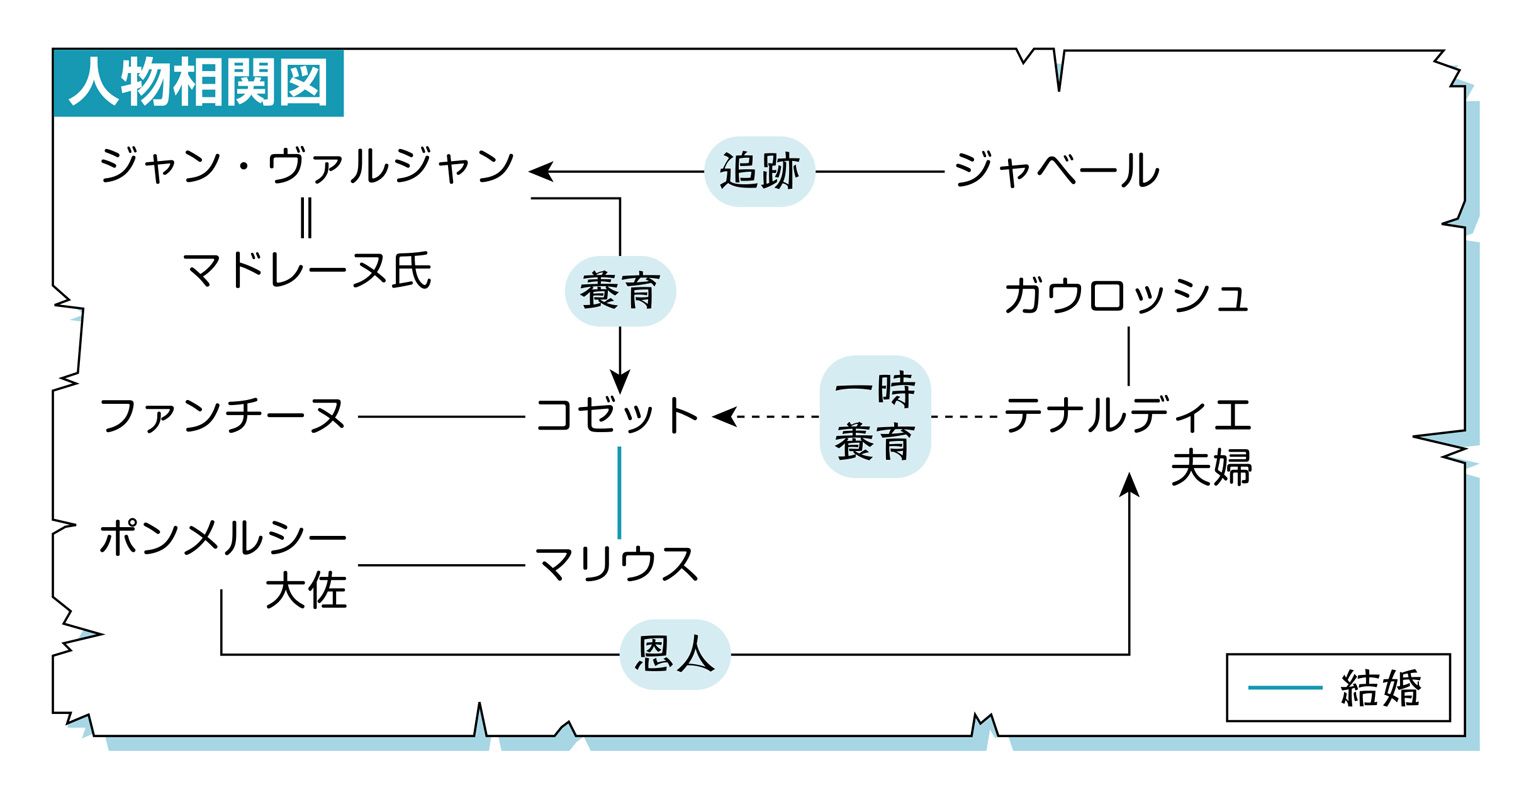 人物相関図
ジャン・ヴァルジャン
追跡
ジャベール
マドレーヌ氏
養育
ガウロッシュ
ファンチーヌ
コゼット
一時
養育
テナルディエ
夫婦
ポンメルシー
大佐
マリウス
恩人
結婚